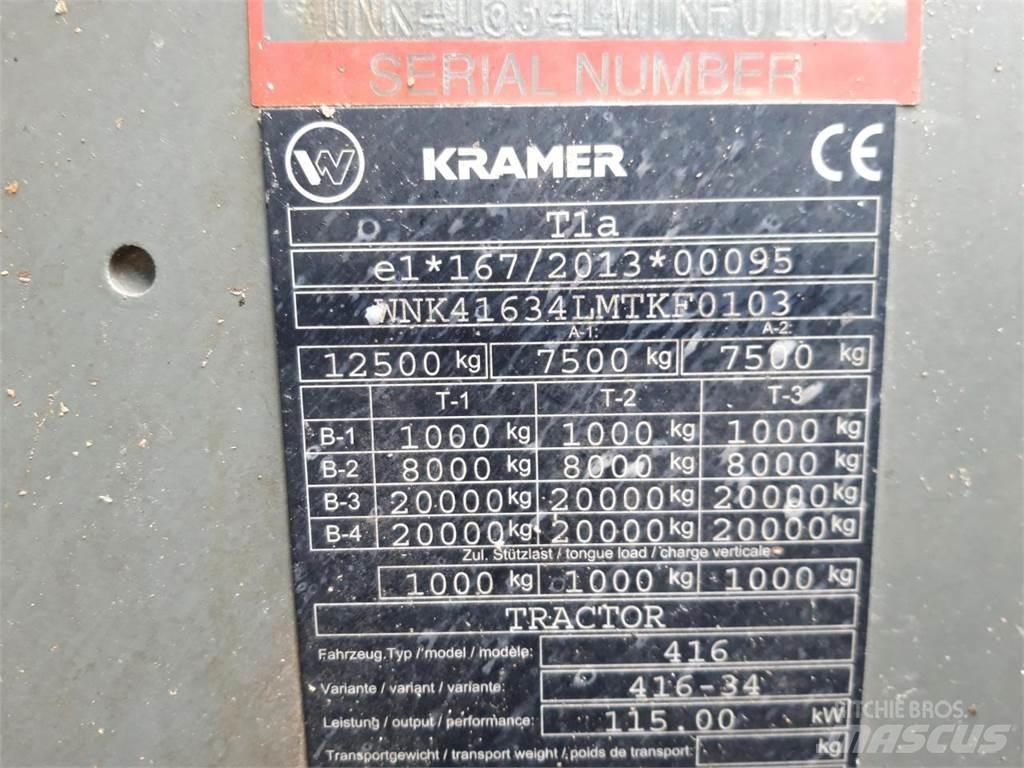 *WNK41634LMTKF0103*
SERIAL NUMBER
W KRAMER CE
T1a
e1*167/2013*00095
WNK41634LMTKF0103
A-1: A-2:
12500 kg 7500 kg 7500 kg
T-1 T-2 T-3
B-1 1000 kg 1000 kg 1000 kg
B-2 8000 kg 8000 kg 8000 kg
B-3 20000 kg 20000 kg 20000 kg
B-4 20000 kg 20000 kg 20000 kg
Zul. Stützlast / tongue load / charge verticale
1000 kg 1000 kg 1000 kg
TRACTOR
Fahrzeug.Typ / model / modèle: 416
Variante / variant / variante: 416-34
Leistung / output / performance: 115.00 kW
Transportgewicht / transport weight / poids de transport: kg
RITCHIE BROS.
MASCUS